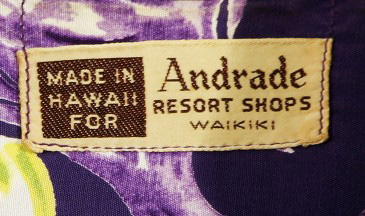 MADE IN
HAWAII
FOR
Andrade
RESORT SHOPS
WAIKIKI